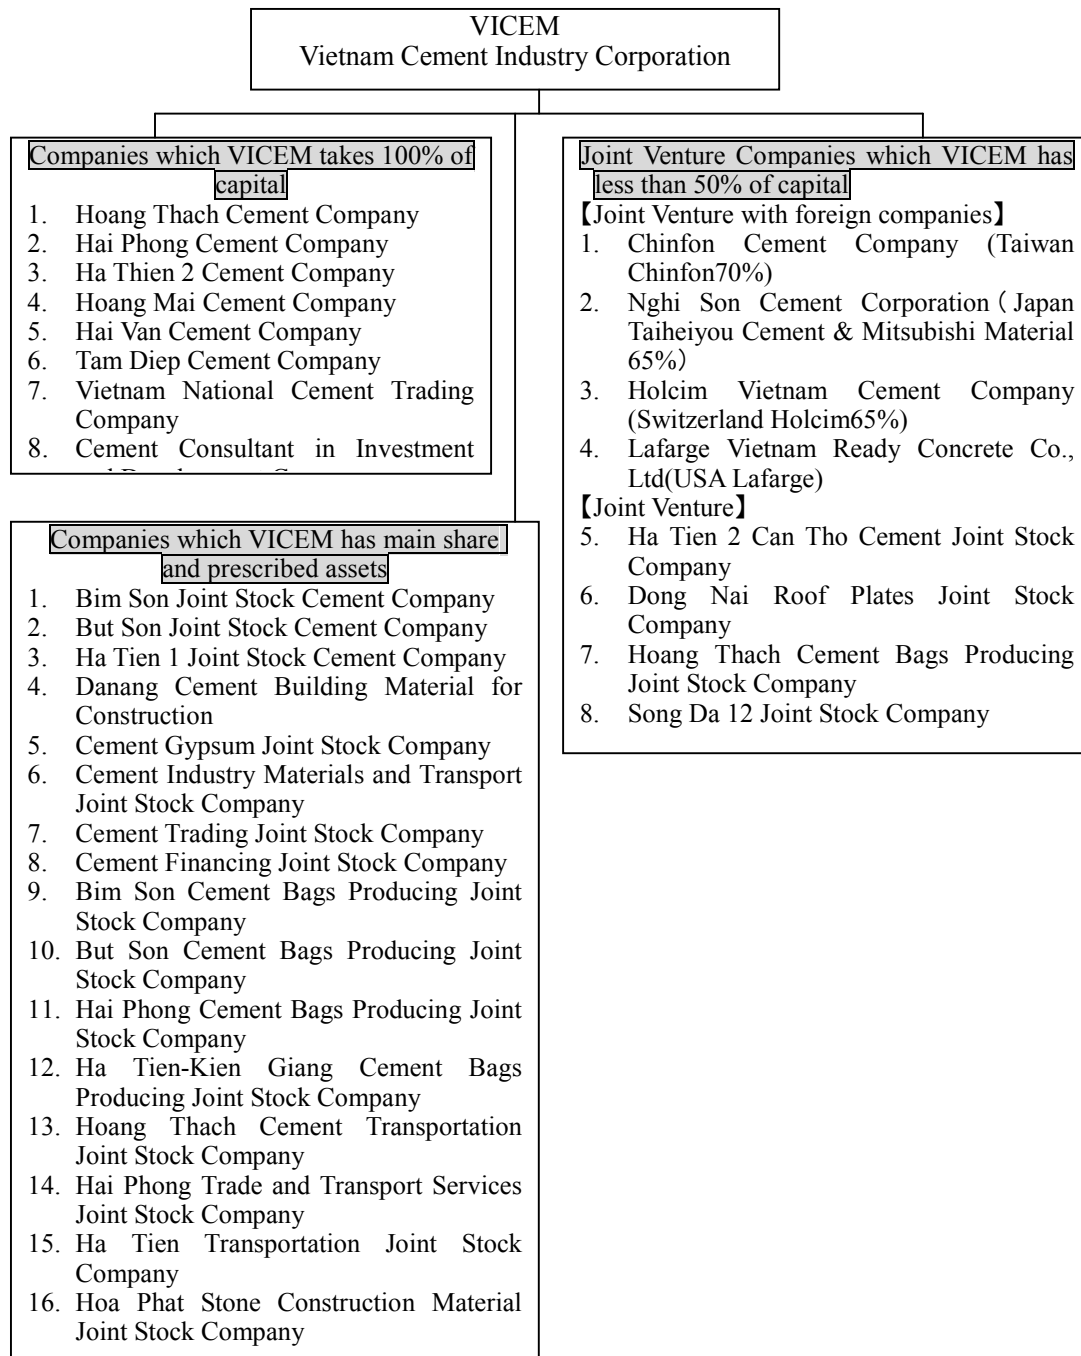 VICEM
Vietnam Cement Industry Corporation
Companies which VICEM takes 100% of
capital
1. Hoang Thach Cement Company
2. Hai Phong Cement Company
3. Ha Thien 2 Cement Company
4. Hoang Mai Cement Company
5. Hai Van Cement Company
6. Tam Diep Cement Company
7. Vietnam National Cement Trading
Company
8. Cement Consultant in Investment
Companies which VICEM has main share
and prescribed assets
1. Bim Son Joint Stock Cement Company
2. But Son Joint Stock Cement Company
3. Ha Tien 1 Joint Stock Cement Company
4. Danang Cement Building Material for
Construction
5. Cement Gypsum Joint Stock Company
6. Cement Industry Materials and Transport
Joint Stock Company
7. Cement Trading Joint Stock Company
8. Cement Financing Joint Stock Company
9. Bim Son Cement Bags Producing Joint
Stock Company
10. But Son Cement Bags Producing Joint
Stock Company
11. Hai Phong Cement Bags Producing Joint
Stock Company
12. Ha Tien-Kien Giang Cement Bags
Producing Joint Stock Company
13. Hoang Thach Cement Transportation
Joint Stock Company
14. Hai Phong Trade and Transport Services
Joint Stock Company
15. Ha Tien Transportation Joint Stock
Company
16. Hoa Phat Stone Construction Material
Joint Stock Company
Joint Venture Companies which VICEM has
less than 50% of capital
【Joint Venture with foreign companies】
1. Chinfon Cement Company (Taiwan
Chinfon70%)
2. Nghi Son Cement Corporation（Japan
Taiheiyou Cement & Mitsubishi Material
65%）
3. Holcim Vietnam Cement Company
(Switzerland Holcim65%)
4. Lafarge Vietnam Ready Concrete Co.,
Ltd(USA Lafarge)
【Joint Venture】
5. Ha Tien 2 Can Tho Cement Joint Stock
Company
6. Dong Nai Roof Plates Joint Stock
Company
7. Hoang Thach Cement Bags Producing
Joint Stock Company
8. Song Da 12 Joint Stock Company